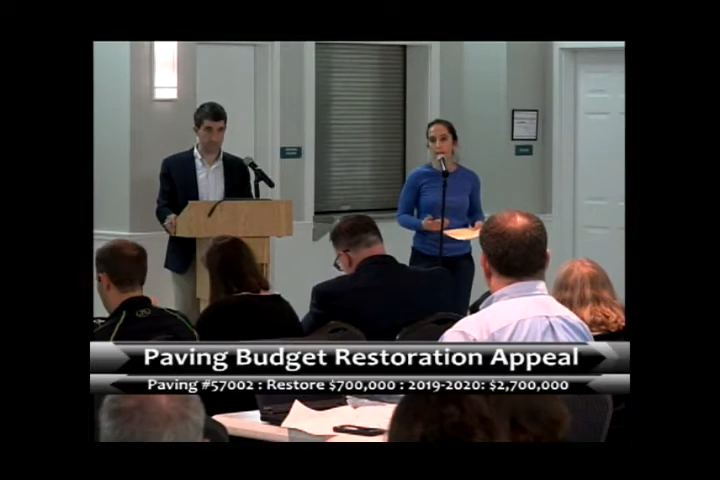 Paving Budget Restoration Appeal
Paving #57002 : Restore $700,000 : 2019-2020: $2,700,000